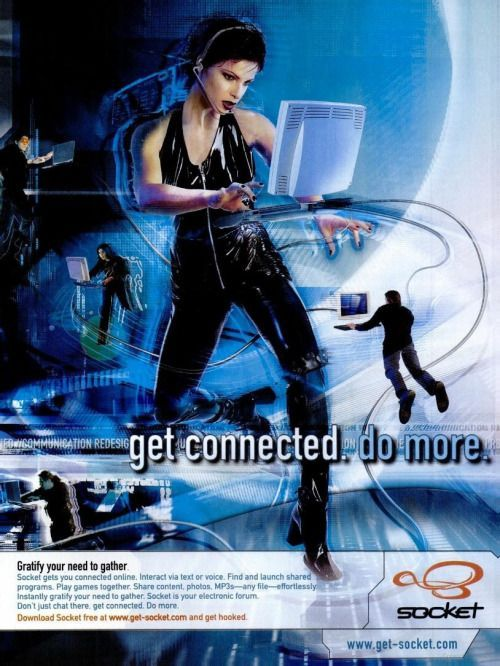 //COMMUNICATION REDESIG
get connected. do more.
Gratify your need to gather.
Socket gets you connected online. Interact via text or voice. Find and launch shared
programs. Play games together. Share content, photos, MP3s—any file—effortlessly.
Instantly gratify your need to gather. Socket is your electronic forum.
Don't just chat there. get connected. Do more.
Download Socket free at www.get-socket.com and get hooked.
socket
www.get-socket.com